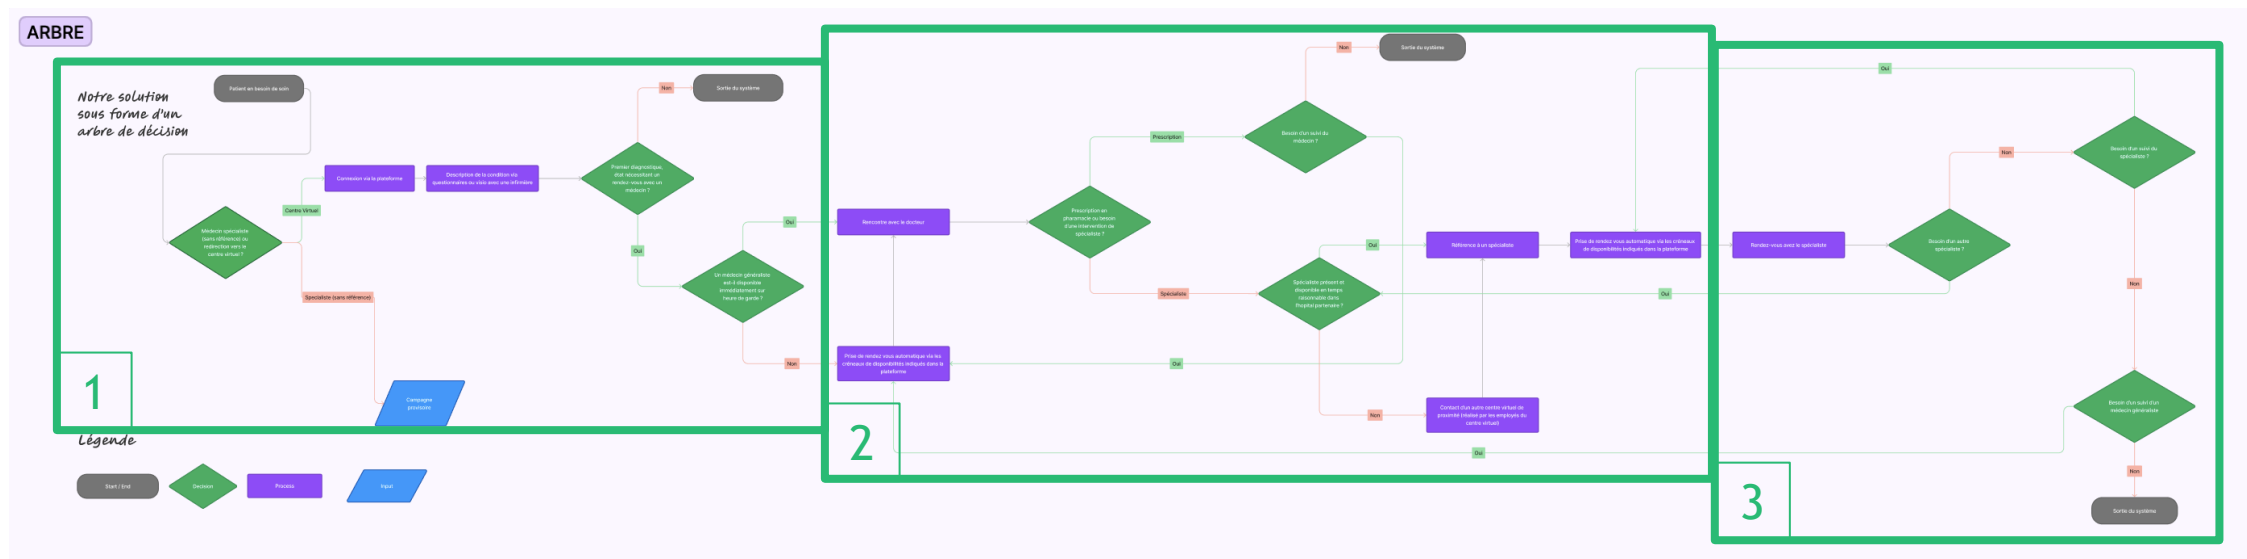 ARBRE
Notre solution
sous forme d'un
arbre de décision
Patient en besoin de soin
Médecin spécialiste
(sans référence) ou
redirection vers le
centre virtuel ?
Centre Virtuel
Specialiste (sans référence)
Campagne
provisoire
Connexion via la plateforme
Description de la condition via
questionnaires ou visio avec une infirmière
Premier diagnostique,
état nécessitant un
rendez-vous avec un
médecin ?
Non
Sortie du système
Oui
Un médecin généraliste
est il disponible
immédiatement sur
heure de garde ?
Oui
Non
1
Rencontre avec le docteur
Prise de rendez vous automatique via les
créneaux de disponibilités indiqués dans la
plateforme
Prescription en
pharmacie ou besoin
d'une intervention de
spécialiste ?
Prescription
Besoin d'un suivi du
médecin ?
Non
Sortie du système
Oui
Spécialiste
Spécialiste présent et
disponible en temps
raisonnable dans
l'hopital partenaire ?
Oui
Référence à un spécialiste
Non
Contact d'un autre centre virtuel de
proximité (réalisé par les employés du
centre virtuel)
Prise de rendez vous automatique via les créneaux
de disponibilités indiqués dans la plateforme
Oui
Oui
2
Oui
Rendez-vous avec le spécialiste
Besoin d'un autre
spécialiste ?
Non
Besoin d'un suivi du
spécialiste ?
Non
Besoin d'un suivi d'un
médecin généraliste
Non
Sortie du système
3
Légende
Start / End
Decision
Process
Input